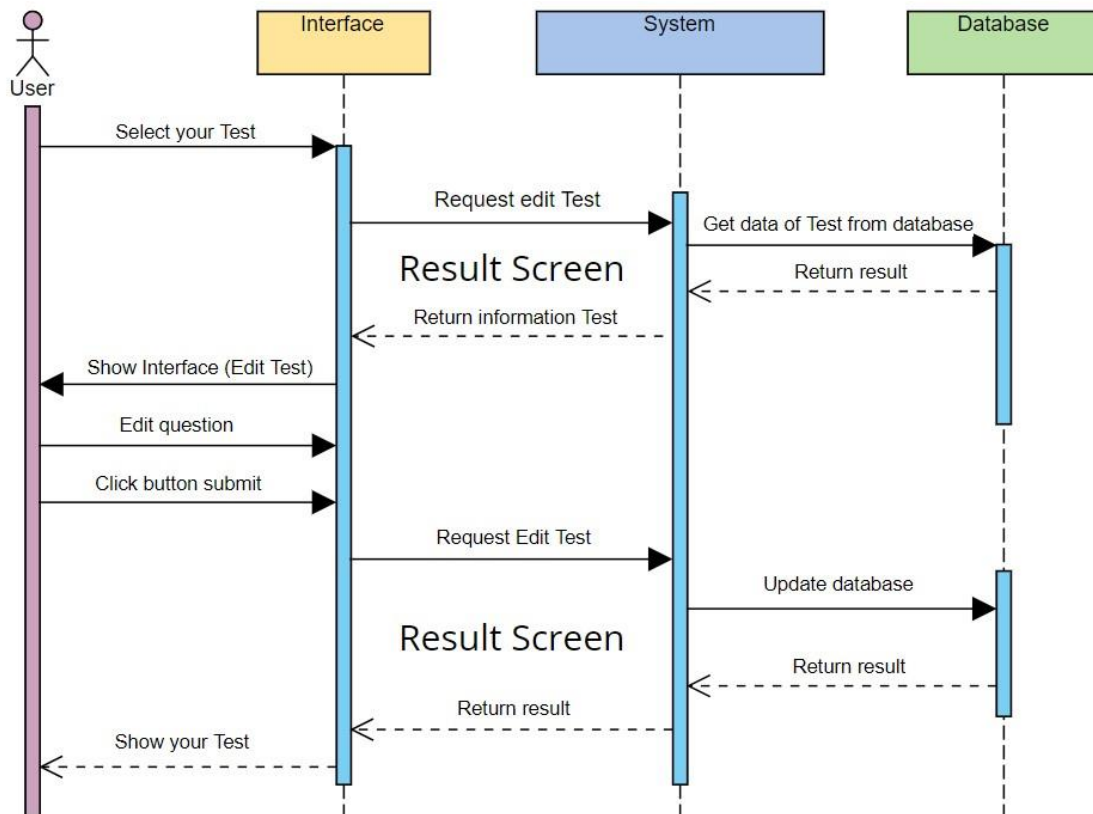 Interface
System
Database
User
Select your Test
Request edit Test
Get data of Test from database
Result Screen
Return result
Return information Test
Show Interface (Edit Test)
Edit question
Click button submit
Request Edit Test
Update database
Result Screen
Return result
Return result
Show your Test